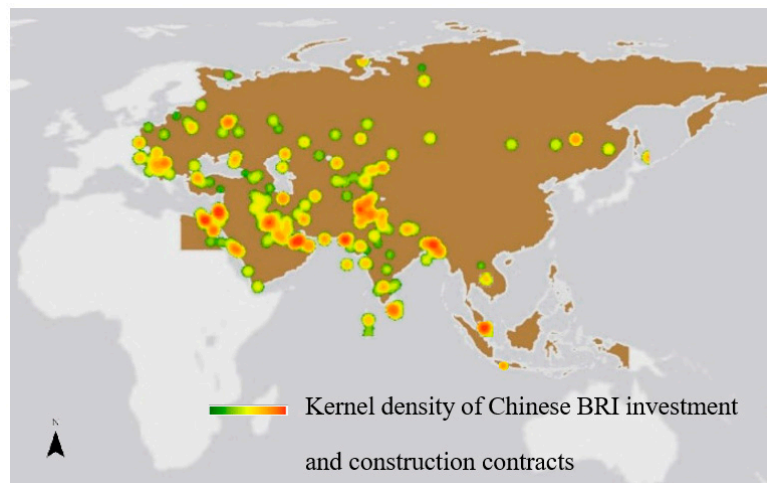 N
Kernel density of Chinese BRI investment
and construction contracts